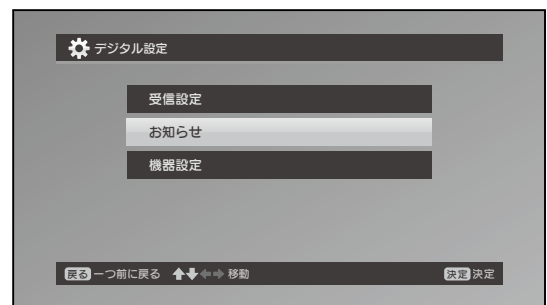 デジタル設定
受信設定
お知らせ
機器設定
戻る 一つ前に戻る 移動 決定 決定